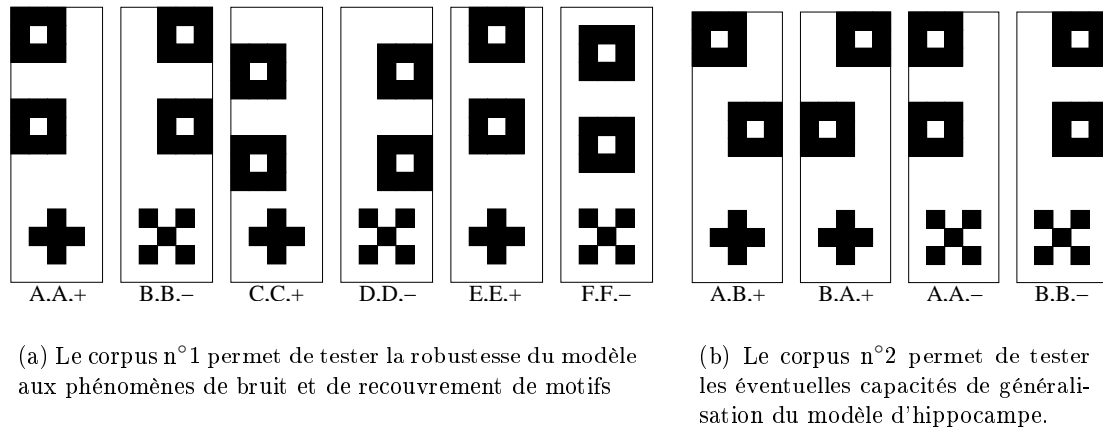 A.A.+ B.B.− C.C.+ D.D.− E.E.+ F.F.−
(a) Le corpus n°1 permet de tester la robustesse du modèle
aux phénomènes de bruit et de recouvrement de motifs
A.B.+ B.A.+ A.A.− B.B.−
(b) Le corpus n°2 permet de tester
les éventuelles capacités de générali-
sation du modèle d'hippocampe.